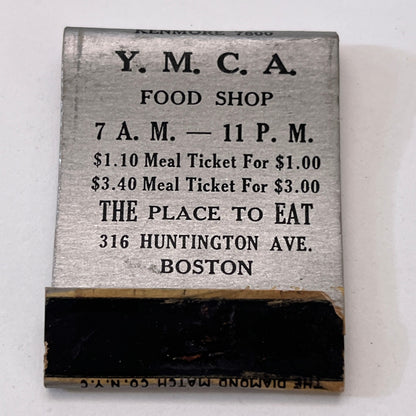 KENMORE 7800
Y. M. C. A.
FOOD SHOP
7 A. M. — 11 P. M.
$1.10 Meal Ticket For $1.00
$3.40 Meal Ticket For $3.00
THE PLACE TO EAT
316 HUNTINGTON AVE.
BOSTON
THE DIAMOND MATCH CO. N.Y.C